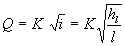 Q = K √i = K √(h_l / l)